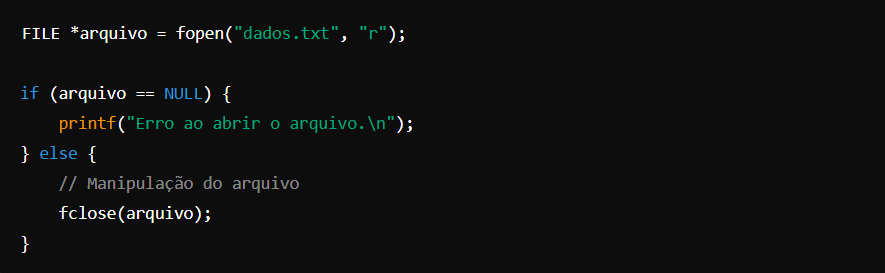 FILE *arquivo = fopen("dados.txt", "r");
if (arquivo == NULL) {
    printf("Erro ao abrir o arquivo.\n");
} else {
    // Manipulação do arquivo
    fclose(arquivo);
}